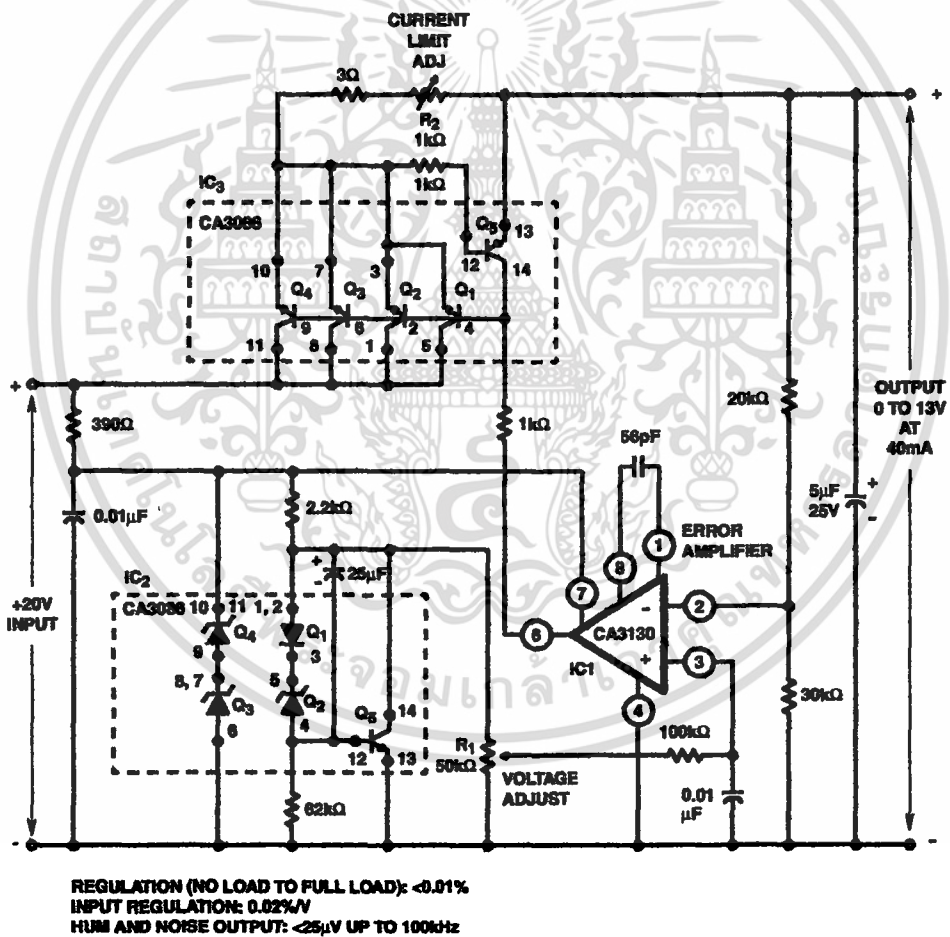 CURRENT
LIMIT
ADJ
3Ω
R2
1kΩ
1kΩ
IC3
CA3086
Q5
13
12
14
10
7
3
Q4
Q3
Q2
Q1
9
6
2
4
11
8
1
5
+
+
390Ω
1kΩ
56pF
20kΩ
OUTPUT
0 TO 13V
AT
40mA
5μF
25V
+
-
0.01μF
2.2kΩ
+
-
25μF
ERROR
AMPLIFIER
1
8
7
+20V
INPUT
IC2
CA3086
10
11
1, 2
Q4
Q1
9
3
8, 7
5
Q3
Q2
6
4
Q5
14
12
13
6
CA3130
-
+
2
3
IC1
4
30kΩ
R1
50kΩ
100kΩ
VOLTAGE
ADJUST
0.01
μF
62kΩ
-
-
REGULATION (NO LOAD TO FULL LOAD): <0.01%
INPUT REGULATION: 0.02%/V
HUM AND NOISE OUTPUT: <25μV UP TO 100kHz